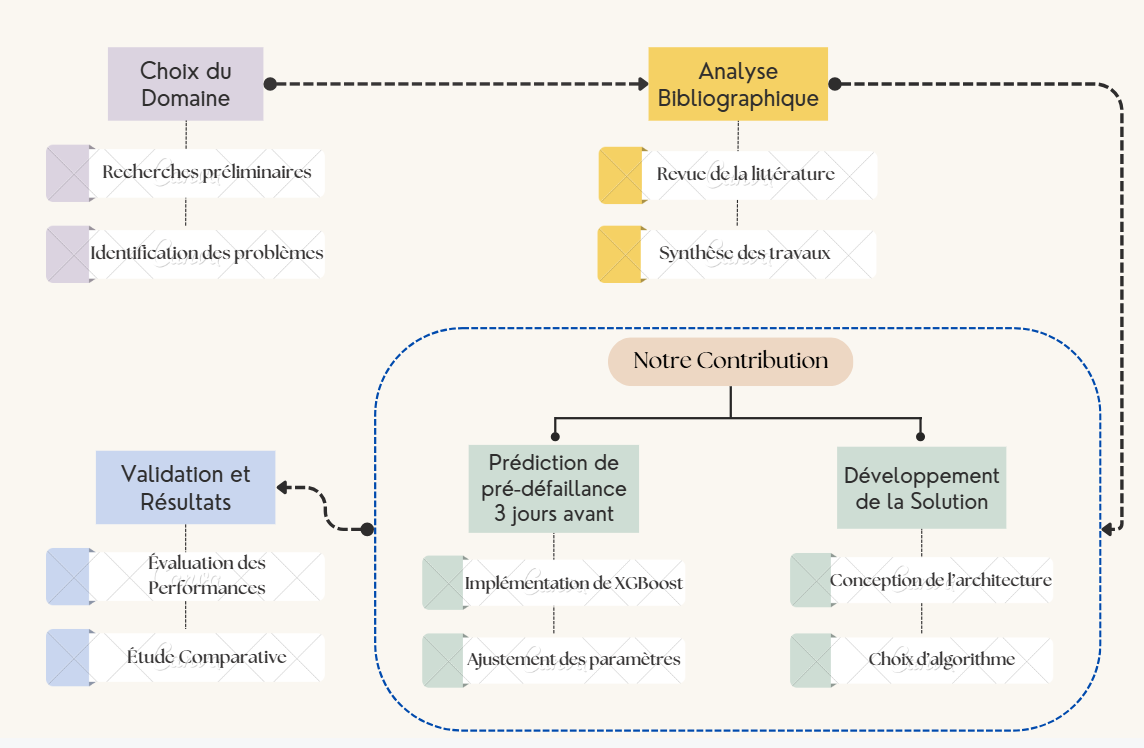 Choix du
Domaine
Recherches préliminaires
Identification des problèmes
Analyse
Bibliographique
Revue de la littérature
Synthèse des travaux
Notre Contribution
Prédiction de
pré-défaillance
3 jours avant
Implémentation de XGBoost
Ajustement des paramètres
Développement
de la Solution
Conception de l'architecture
Choix d'algorithme
Validation et
Résultats
Évaluation des
Performances
Étude Comparative